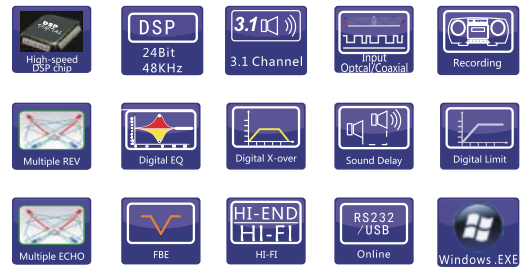 DSP
High-speed
DSP chip
DSP
24Bit
48KHz
3.1
3.1 Channel
Input
Optcal/Coaxial
Recording
Multiple REV
Digital EQ
Digital X-over
Sound Delay
Digital Limit
Multiple ECHO
FBE
HI-END
HI-FI
HI-FI
RS232
/USB
Online
Windows .EXE